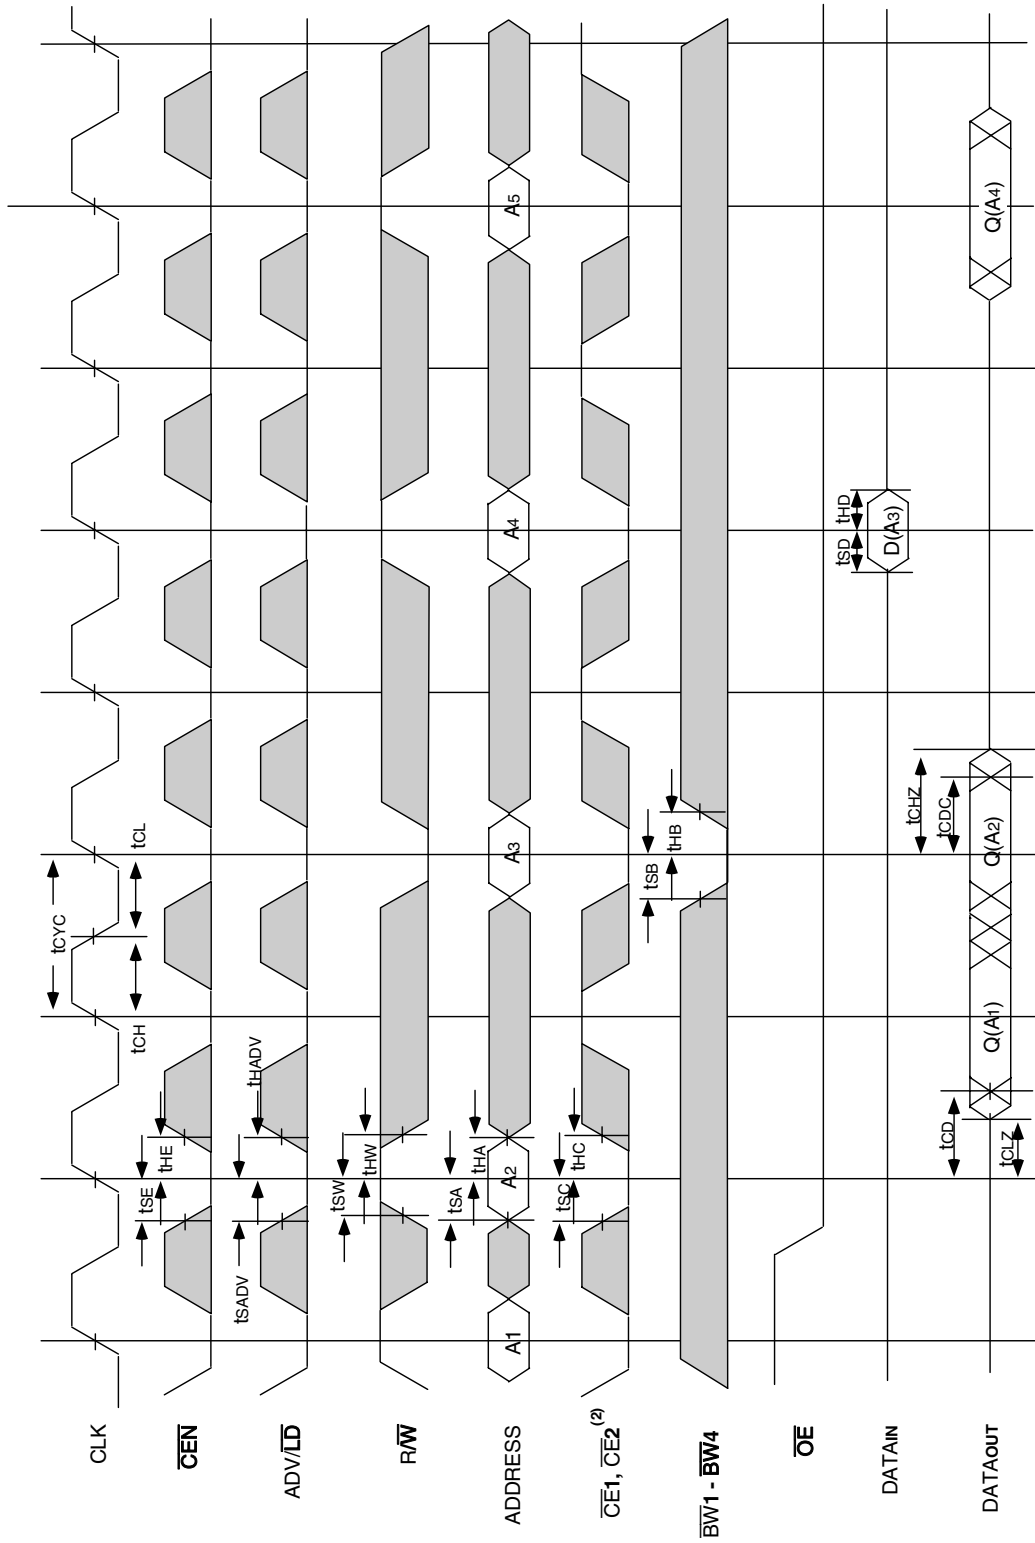 CLK
tCYC
tCH
tCL
CEN
tSE
tHE
ADV/LD
tSADV
tHADV
R/W
tSW
tHW
ADDRESS
A1
A2
A3
A4
A5
tSA
tHA
CE1, CE2(2)
tSC
tHC
BW1 - BW4
tSB
tHB
OE
DATAIN
D(A3)
tSD
tHD
DATAOUT
tCD
tCLZ
Q(A1)
Q(A2)
tCHZ
tCDC
Q(A4)